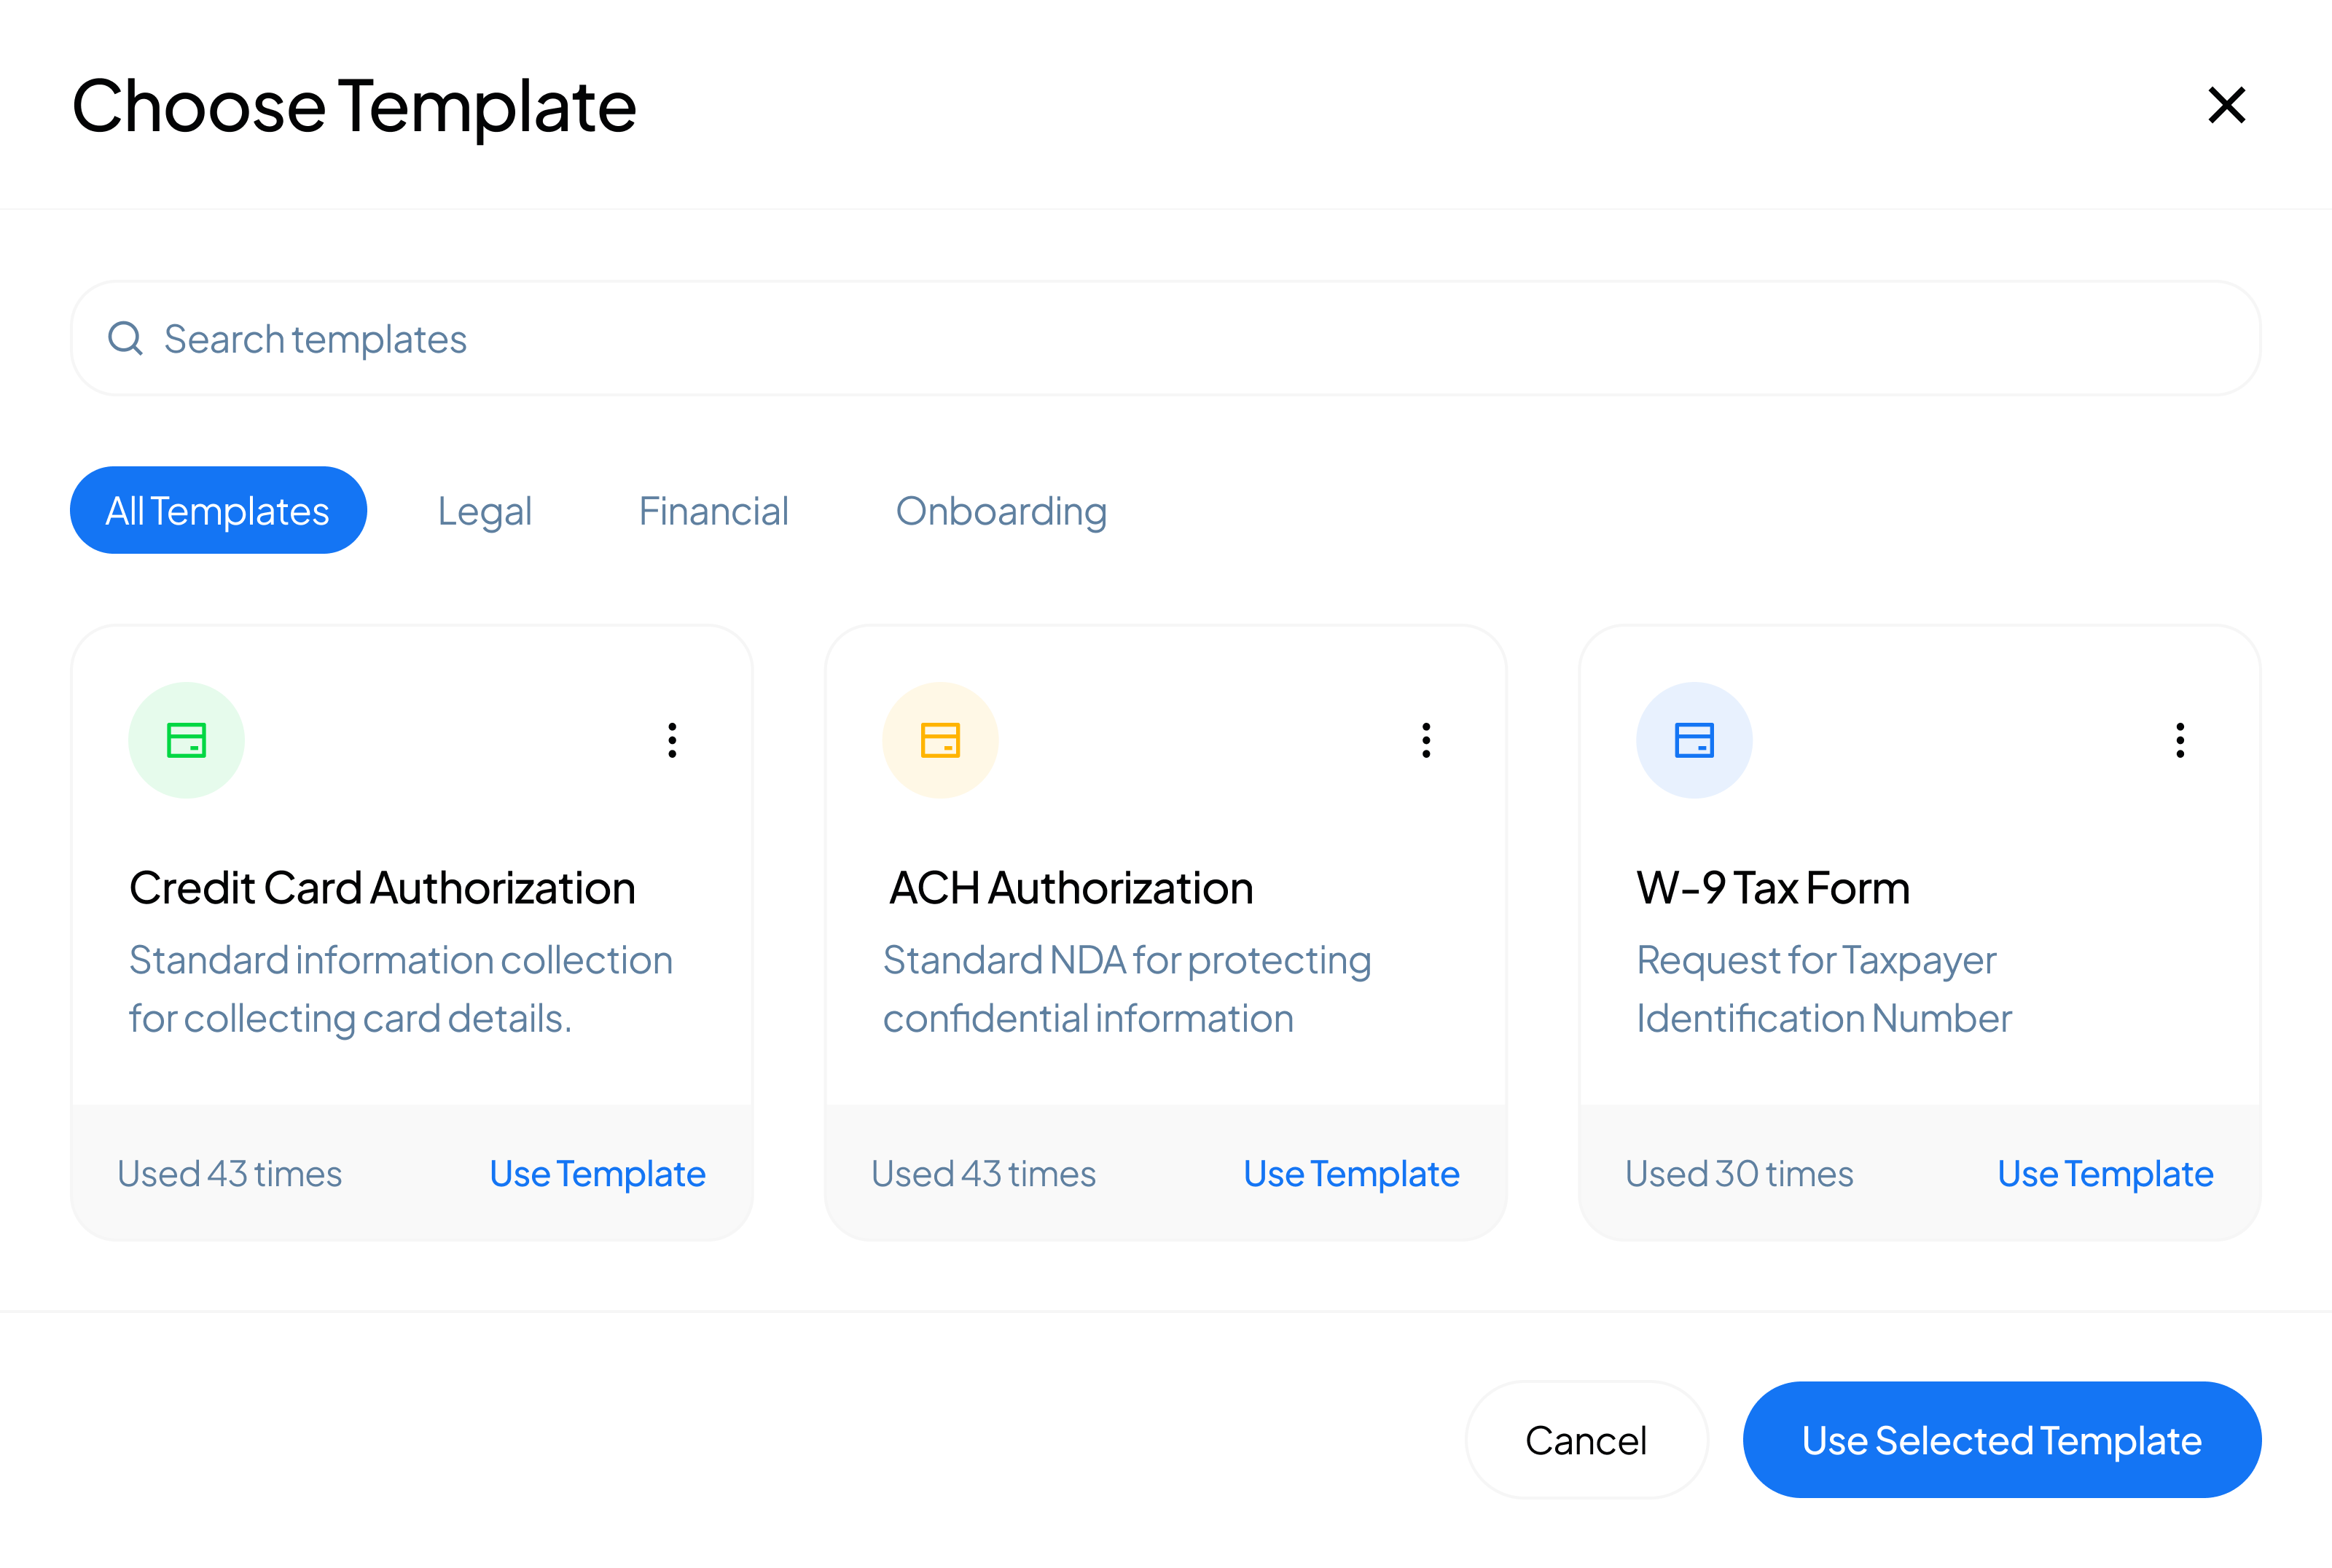 Choose Template
Search templates
All Templates
Legal
Financial
Onboarding
Credit Card Authorization
Standard information collection
for collecting card details.
Used 43 times
Use Template
ACH Authorization
Standard NDA for protecting
confidential information
Used 43 times
Use Template
W-9 Tax Form
Request for Taxpayer
Identification Number
Used 30 times
Use Template
Cancel
Use Selected Template